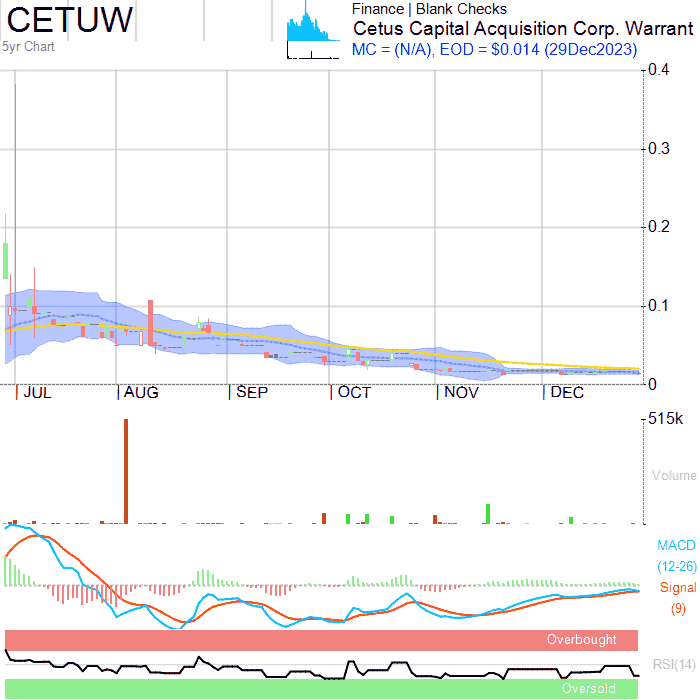 CETUW
5yr Chart
Finance | Blank Checks
Cetus Capital Acquisition Corp. Warrant
MC = (N/A), EOD = $0.014 (29Dec2023)
0.4
0.3
0.2
0.1
0
JUL AUG SEP OCT NOV DEC
515k
Volume
MACD
(12-26)
Signal
(9)
Overbought
RSI(14)
Oversold